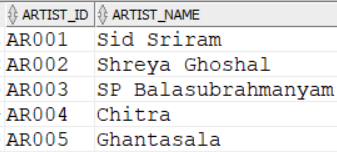 ARTIST_ID ARTIST_NAME
AR001 Sid Sriram
AR002 Shreya Ghoshal
AR003 SP Balasubrahmanyam
AR004 Chitra
AR005 Ghantasala